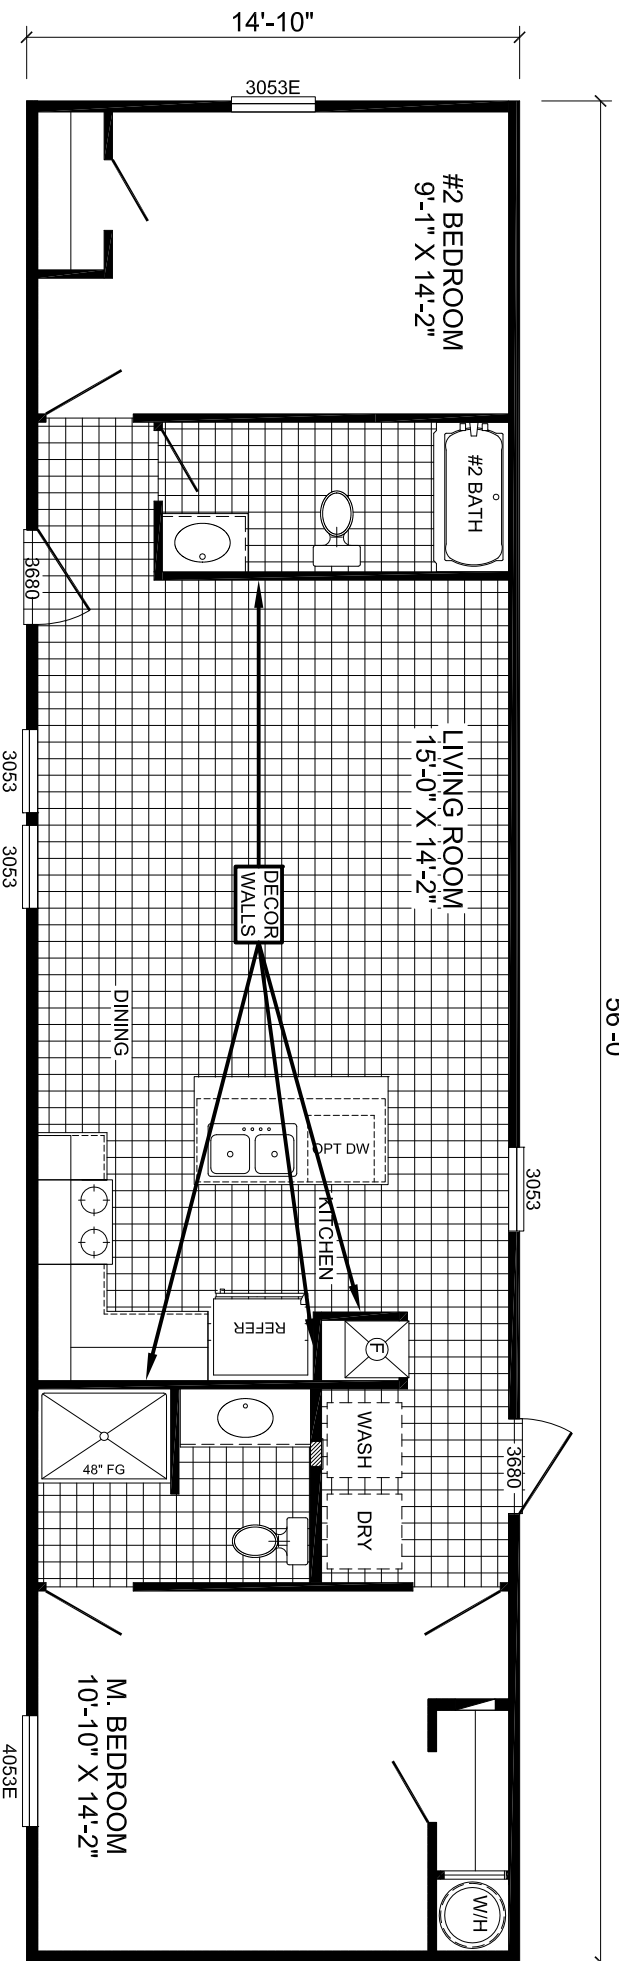 14'-10"
3053E
#2 BEDROOM
9'-1" X 14'-2"
#2 BATH
3680
56'-0
LIVING ROOM
15'-0" X 14'-2"
3053
3053
DECOR
WALLS
DINING
OPT DW
3053
KITCHEN
REFER
F
WASH
3680
48" FG
DRY
M. BEDROOM
10'-10" X 14'-2"
4053E
W/H